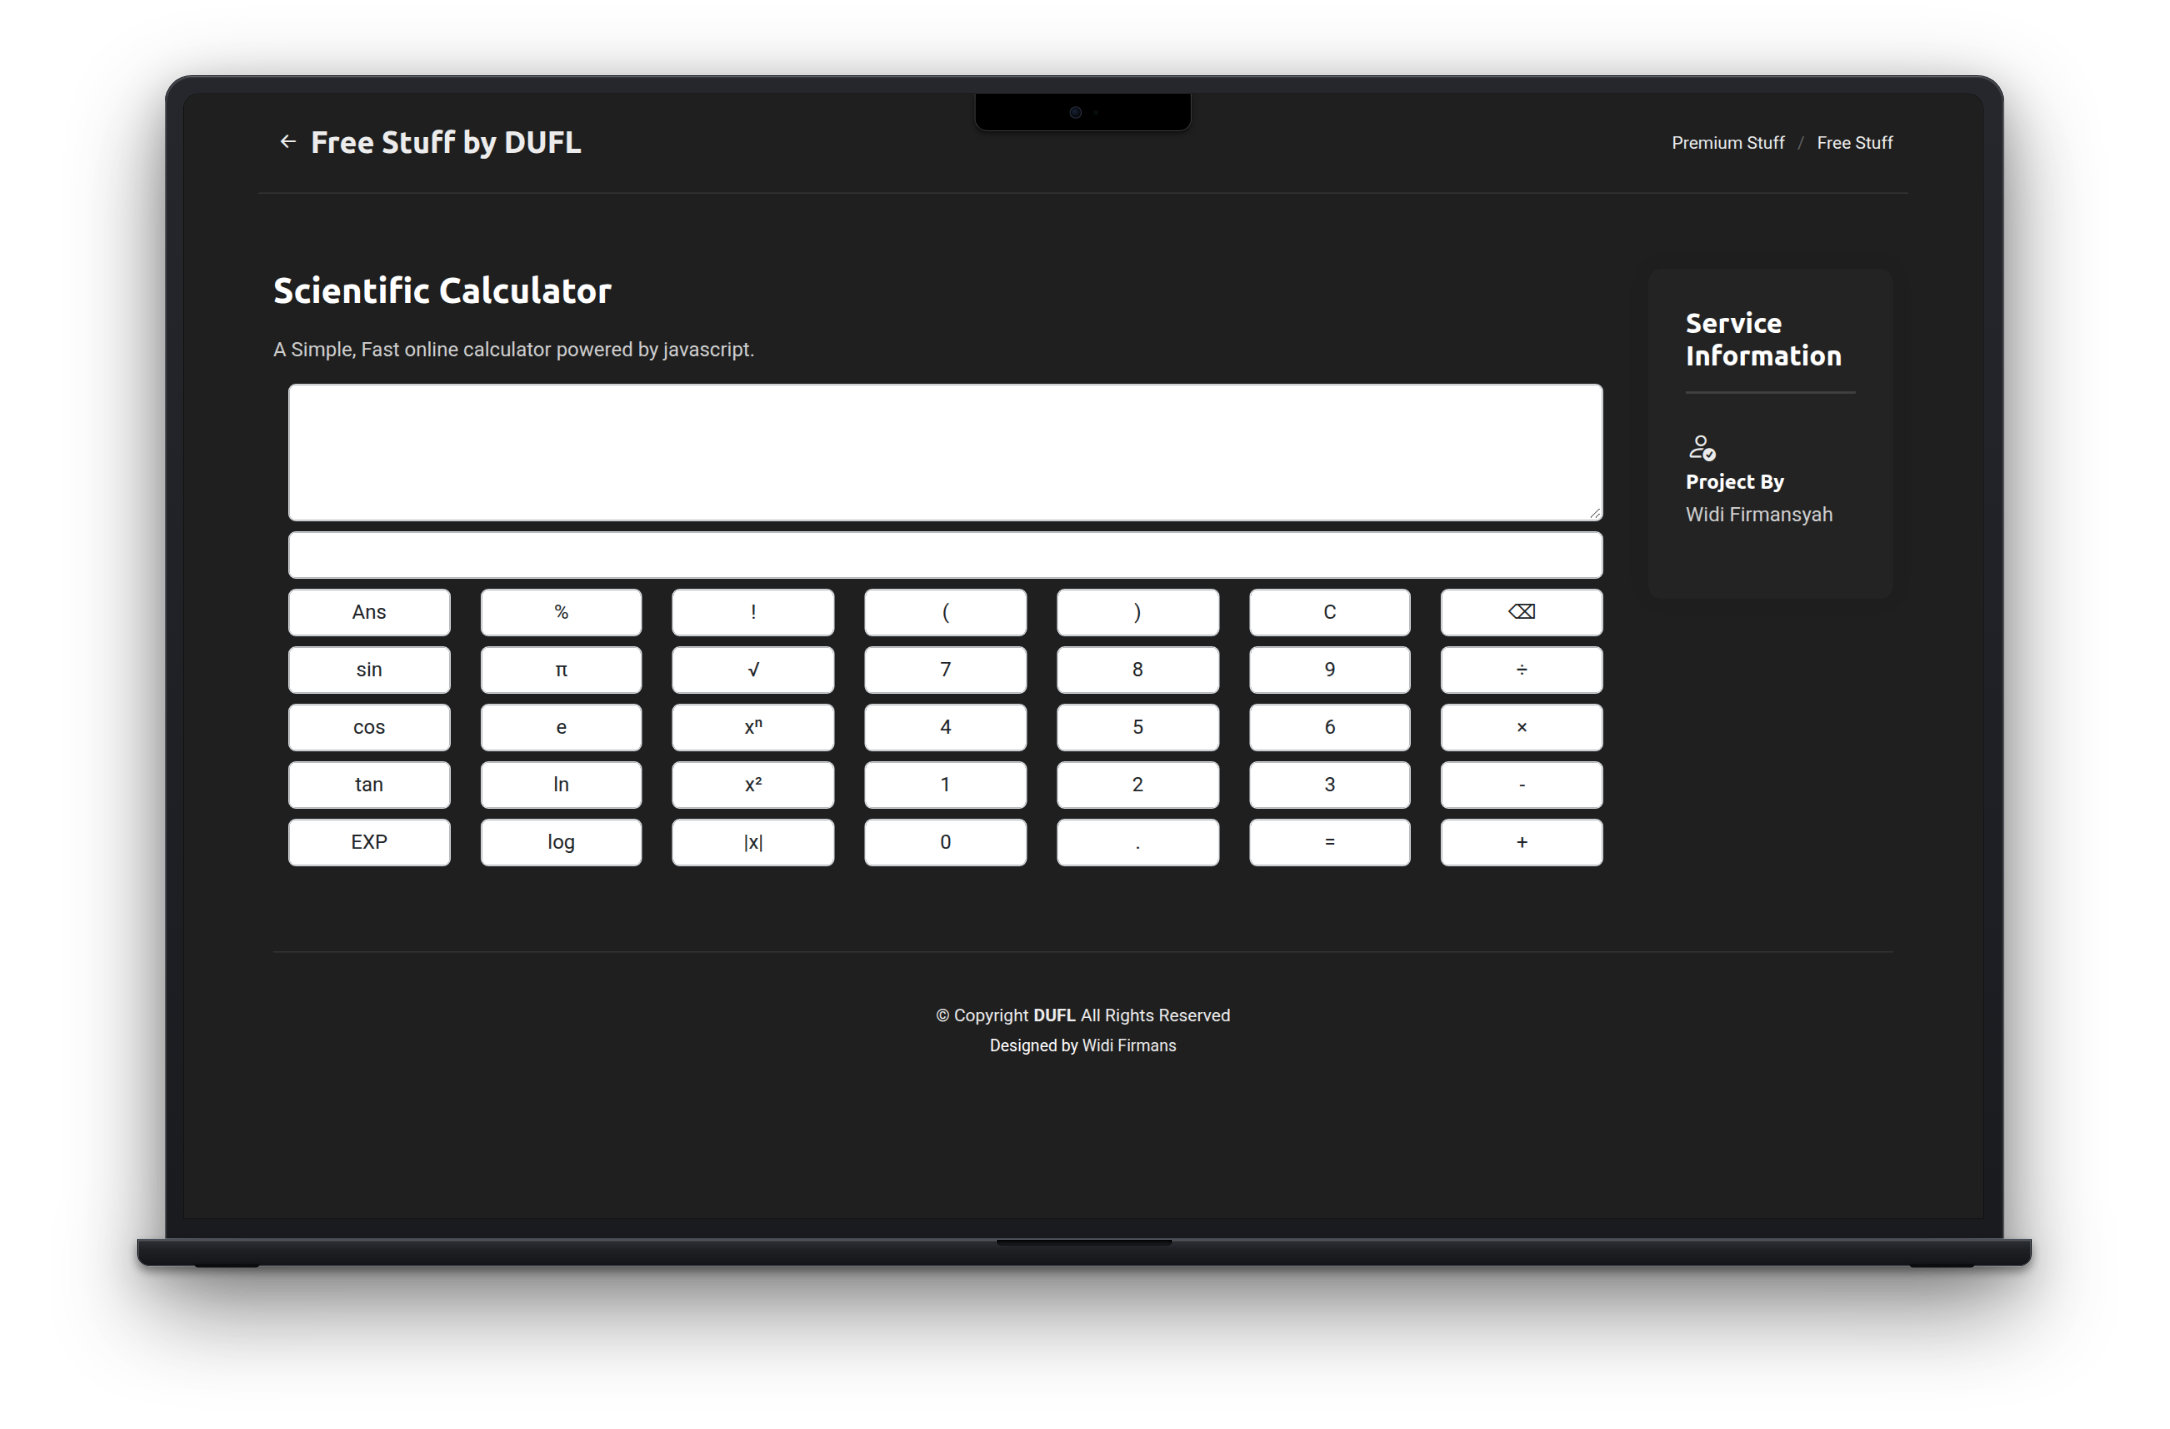 Free Stuff by DUFL
Premium Stuff / Free Stuff
Scientific Calculator
A Simple, Fast online calculator powered by javascript.
Ans % ! ( ) C ⌫
sin π √ 7 8 9 ÷
cos e xⁿ 4 5 6 ×
tan ln x² 1 2 3 -
EXP log |x| 0 . = +
Service
Information
Project By
Widi Firmansyah
© Copyright DUFL All Rights Reserved
Designed by Widi Firmans